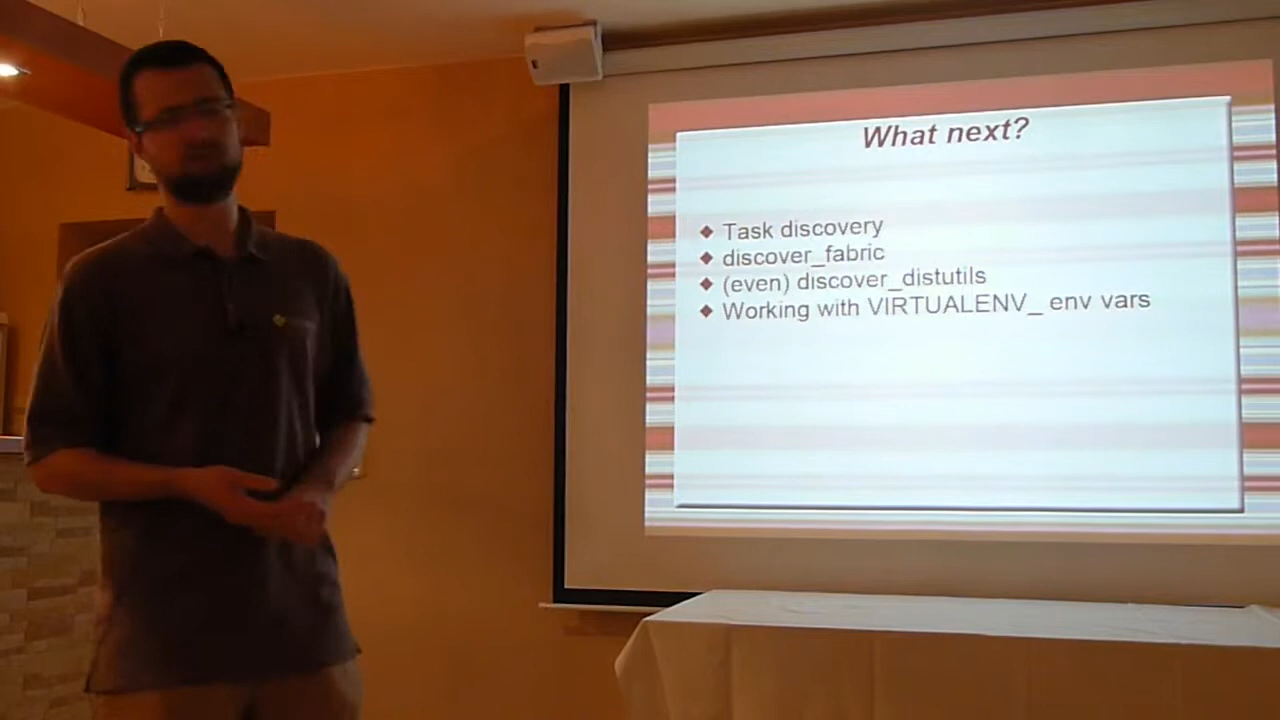 What next?
Task discovery
discover_fabric
(even) discover_distutils
Working with VIRTUALENV_ env vars